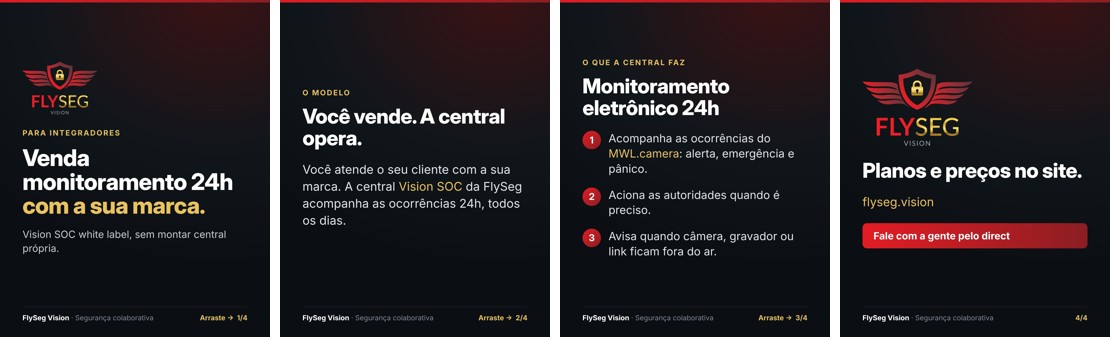 FLYSEG
VISION
PARA INTEGRADORES
Venda
monitoramento 24h
com a sua marca.
Vision SOC white label, sem montar central
própria.
FlySeg Vision · Segurança colaborativa
Arraste → 1/4
O MODELO
Você vende. A central
opera.
Você atende o seu cliente com a sua
marca. A central Vision SOC da FlySeg
acompanha as ocorrências 24h, todos
os dias.
FlySeg Vision · Segurança colaborativa
Arraste → 2/4
O QUE A CENTRAL FAZ
Monitoramento
eletrônico 24h
1 Acompanha as ocorrências do
MWL.camera: alerta, emergência e
pânico.
2 Aciona as autoridades quando é
preciso.
3 Avisa quando câmera, gravador ou
link ficam fora do ar.
FlySeg Vision · Segurança colaborativa
Arraste → 3/4
FLYSEG
VISION
Planos e preços no site.
flyseg.vision
Fale com a gente pelo direct
FlySeg Vision · Segurança colaborativa
4/4